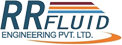 RR FLUID
ENGINEERING PVT. LTD.